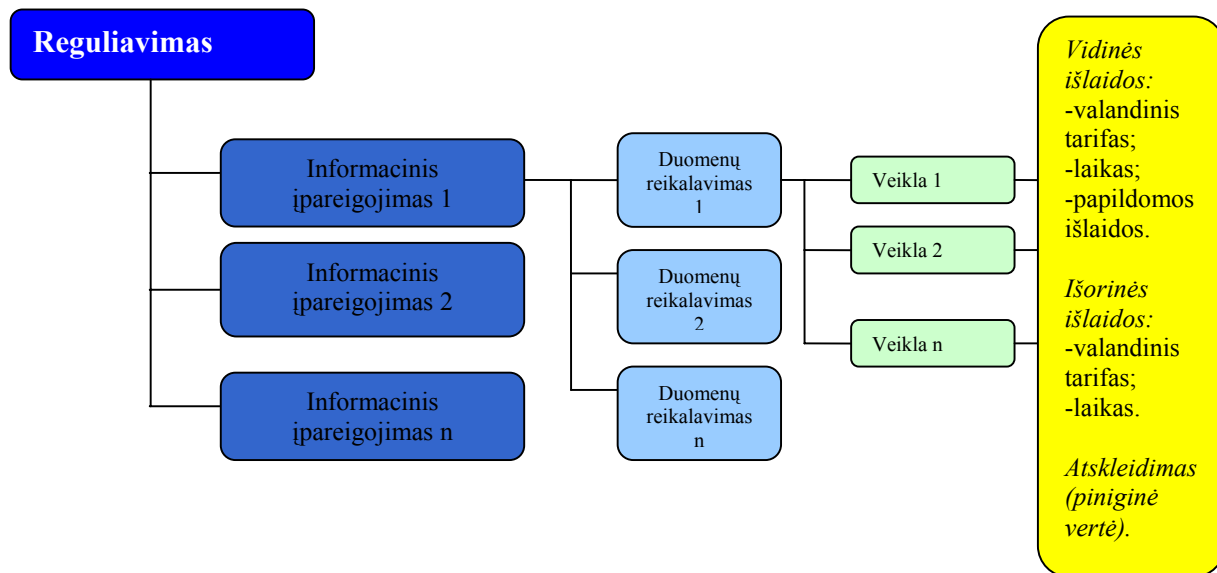 Reguliavimas
Informacinis
įpareigojimas 1
Informacinis
įpareigojimas 2
Informacinis
įpareigojimas n
Duomenų
reikalavimas
1
Duomenų
reikalavimas
2
Duomenų
reikalavimas
n
Veikla 1
Veikla 2
Veikla n
Vidinės
išlaidos:
-valandinis
tarifas;
-laikas;
-papildomos
išlaidos.
Išorinės
išlaidos:
-valandinis
tarifas;
-laikas.
Atskleidimas
(piniginė
vertė).